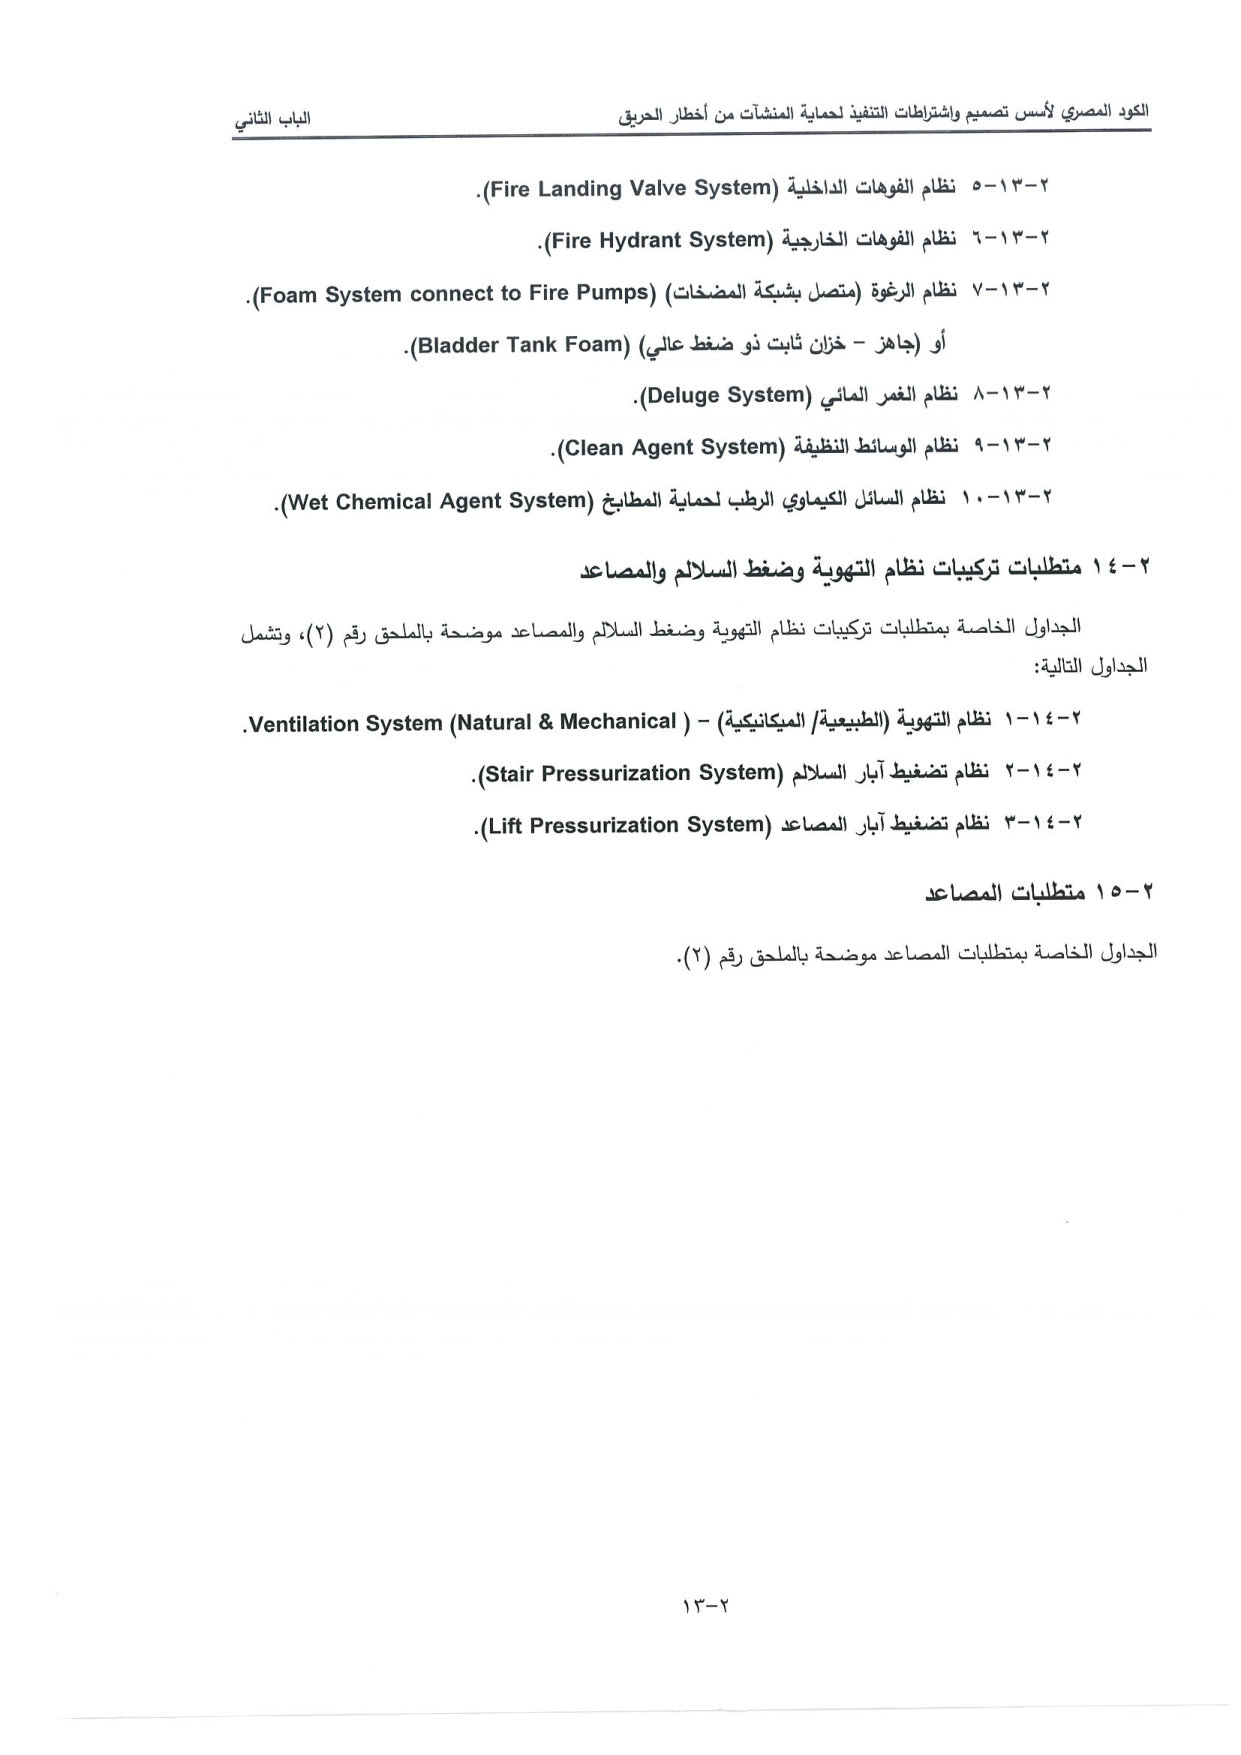 الكود المصري لأسس تصميم واشتراطات التنفيذ لحماية المنشآت من أخطار الحريق
الباب الثاني
٢-١٣-٥ نظام الفوهات الداخلية (Fire Landing Valve System).
٢-١٣-٦ نظام الفوهات الخارجية (Fire Hydrant System).
٢-١٣-٧ نظام الرغوة (متصل بشبكة المضخات) (Foam System connect to Fire Pumps).
أو (جاهز - خزان ثابت ذو ضغط عالي) (Bladder Tank Foam).
٢-١٣-٨ نظام الغمر المائي (Deluge System).
٢-١٣-٩ نظام الوسائط النظيفة (Clean Agent System).
٢-١٣-١٠ نظام السائل الكيماوي الرطب لحماية المطابخ (Wet Chemical Agent System).
٢-١٤ متطلبات تركيبات نظام التهوية وضغط السلالم والمصاعد
الجداول الخاصة بمتطلبات تركيبات نظام التهوية وضغط السلالم والمصاعد موضحة بالملحق رقم (٢)، وتشمل
الجداول التالية:
٢-١٤-١ نظام التهوية (الطبيعية/ الميكانيكية) - Ventilation System (Natural & Mechanical ).
٢-١٤-٢ نظام تضغيط آبار السلالم (Stair Pressurization System).
٢-١٤-٣ نظام تضغيط آبار المصاعد (Lift Pressurization System).
٢-١٥ متطلبات المصاعد
الجداول الخاصة بمتطلبات المصاعد موضحة بالملحق رقم (٢).
٢-١٣